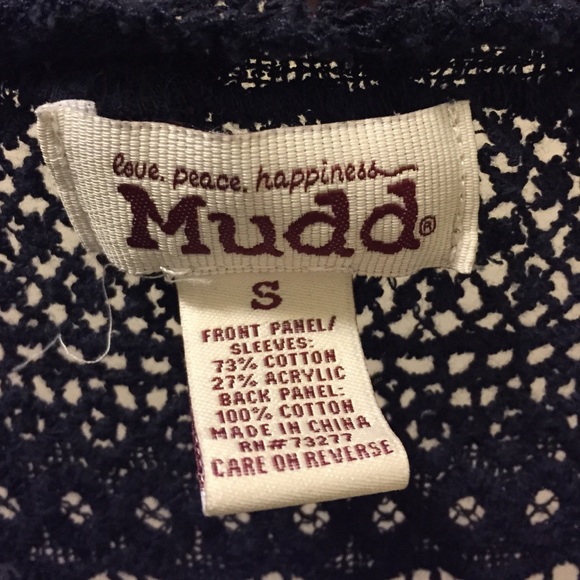 love. peace. happiness
Mudd®
S
FRONT PANEL/
SLEEVES:
73% COTTON
27% ACRYLIC
BACK PANEL:
100% COTTON
MADE IN CHINA
RN#73277
CARE ON REVERSE